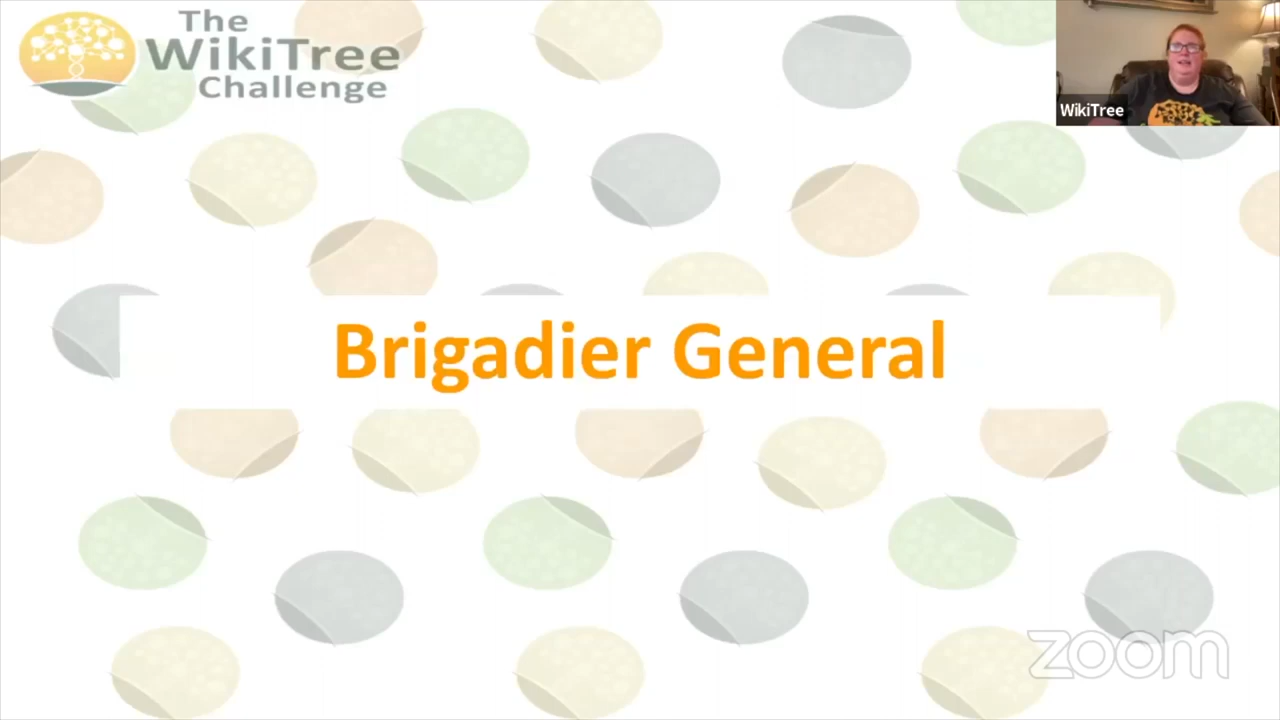 The
WikiTree
Challenge
WikiTree
Brigadier General
zoom